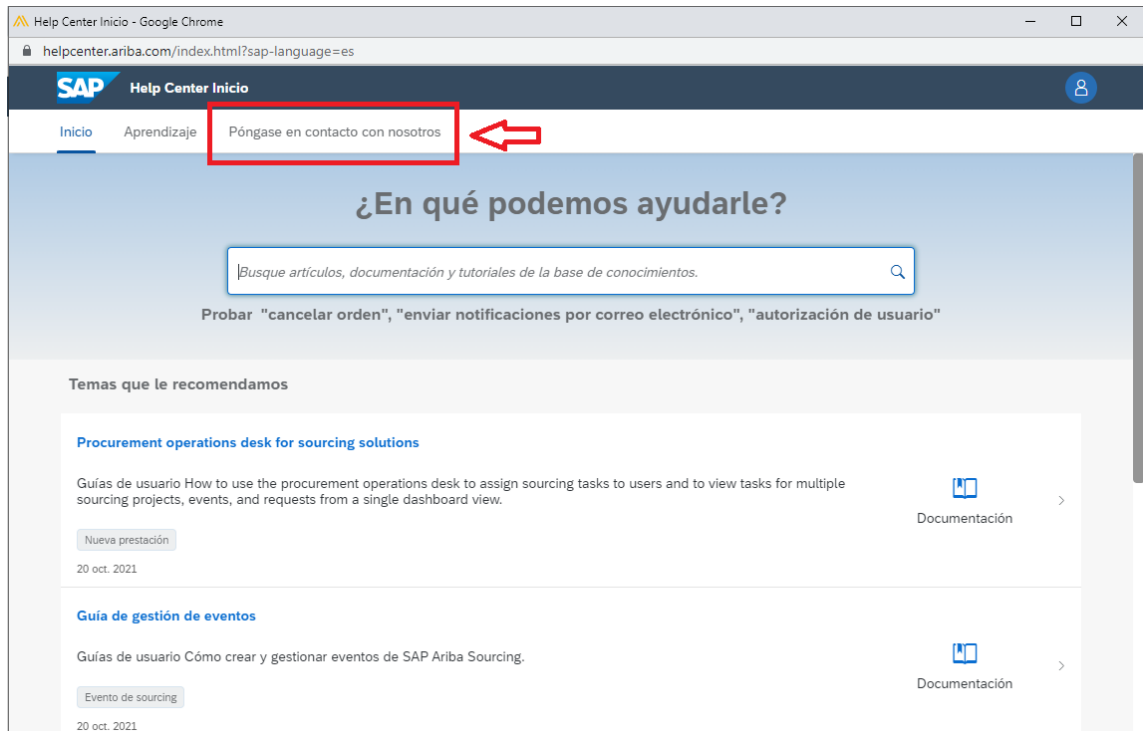 Help Center Inicio - Google Chrome
helpcenter.ariba.com/index.html?sap-language=es
SAP Help Center Inicio
Inicio Aprendizaje Póngase en contacto con nosotros
¿En qué podemos ayudarle?
Busque artículos, documentación y tutoriales de la base de conocimientos.
Probar "cancelar orden", "enviar notificaciones por correo electrónico", "autorización de usuario"
Temas que le recomendamos
Procurement operations desk for sourcing solutions
Guías de usuario How to use the procurement operations desk to assign sourcing tasks to users and to view tasks for multiple
sourcing projects, events, and requests from a single dashboard view.
Documentación
Nueva prestación
20 oct. 2021
Guía de gestión de eventos
Guías de usuario Cómo crear y gestionar eventos de SAP Ariba Sourcing.
Documentación
Evento de sourcing
20 oct. 2021